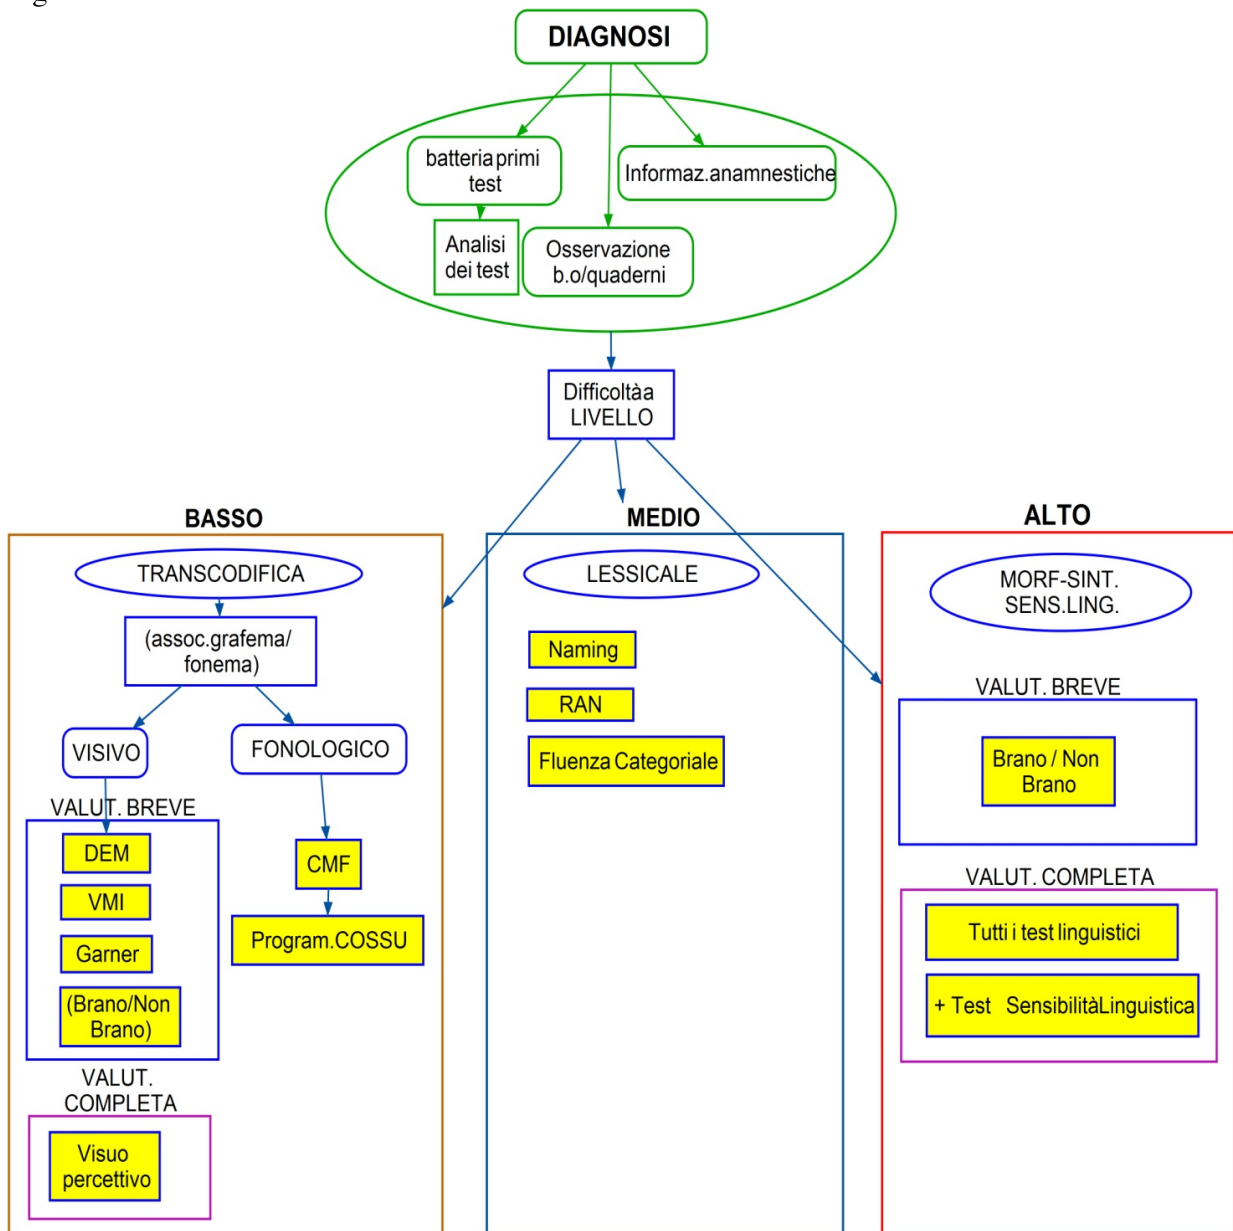 DIAGNOSI
batteria primi
test
Informaz.anamnestiche
Analisi
dei test
Osservazione
b.o/quaderni
Difficoltàa
LIVELLO
BASSO
TRANSCODIFICA
(assoc.grafema/
fonema)
VISIVO
FONOLOGICO
VALUT. BREVE
DEM
VMI
Garner
(Brano/Non
Brano)
CMF
Program.COSSU
VALUT.
COMPLETA
Visuo
percettivo
MEDIO
LESSICALE
Naming
RAN
Fluenza Categoriale
ALTO
MORF-SINT.
SENS.LING.
VALUT. BREVE
Brano / Non
Brano
VALUT. COMPLETA
Tutti i test linguistici
+ Test SensibilitàLinguistica